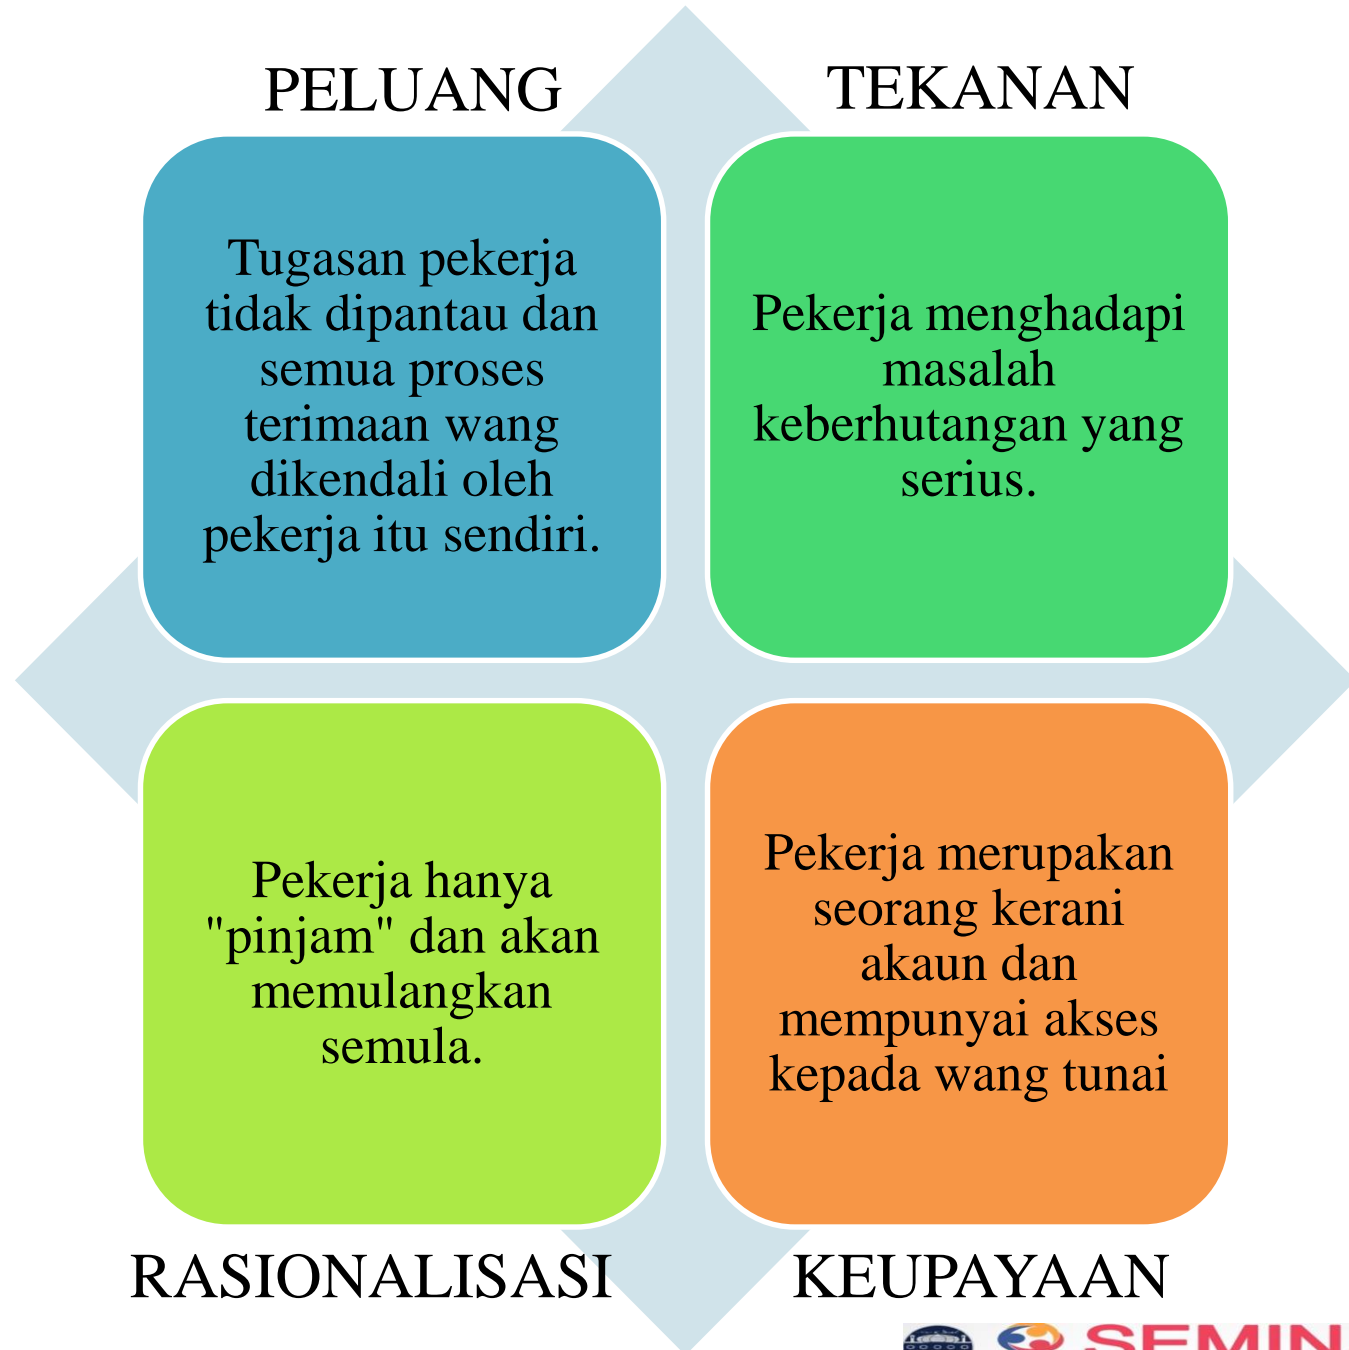 PELUANG
TEKANAN
Tugasan pekerja
tidak dipantau dan
semua proses
terimaan wang
dikendali oleh
pekerja itu sendiri.
Pekerja menghadapi
masalah
keberhutangan yang
serius.
Pekerja hanya
"pinjam" dan akan
memulangkan
semula.
Pekerja merupakan
seorang kerani
akaun dan
mempunyai akses
kepada wang tunai
RASIONALISASI
KEUPAYAAN